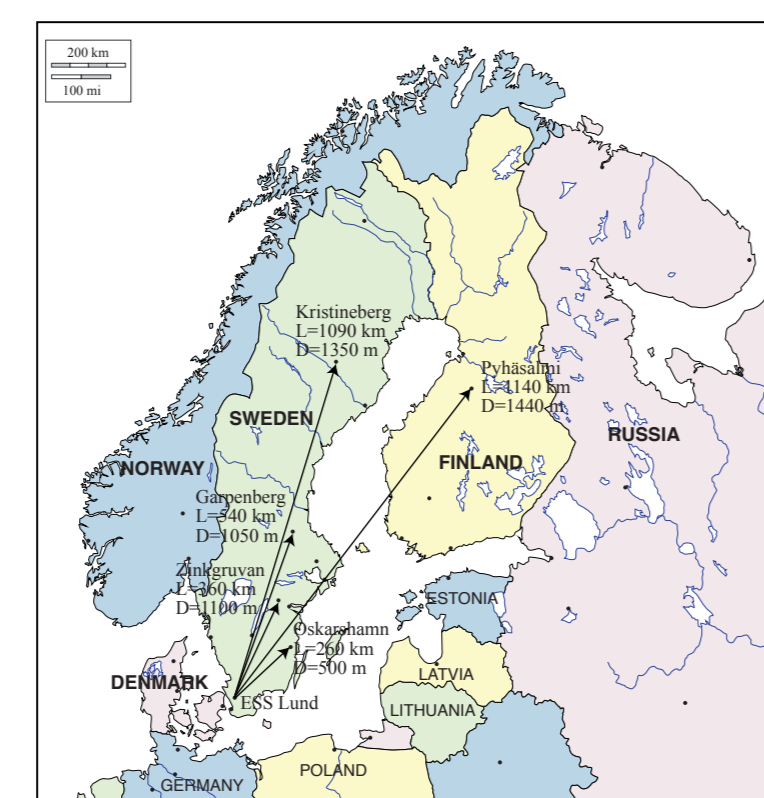 200 km
100 mi
Kristineberg
L=1090 km
D=1350 m
Pyhäsalmi
L=1140 km
D=1440 m
SWEDEN
RUSSIA
NORWAY
FINLAND
Garpenberg
L=540 km
D=1050 m
Zinkgruvan
L=360 km
D=1100 m
ESTONIA
Oskarshamn
L=260 km
D=500 m
LATVIA
DENMARK
ESS Lund
LITHUANIA
POLAND
GERMANY